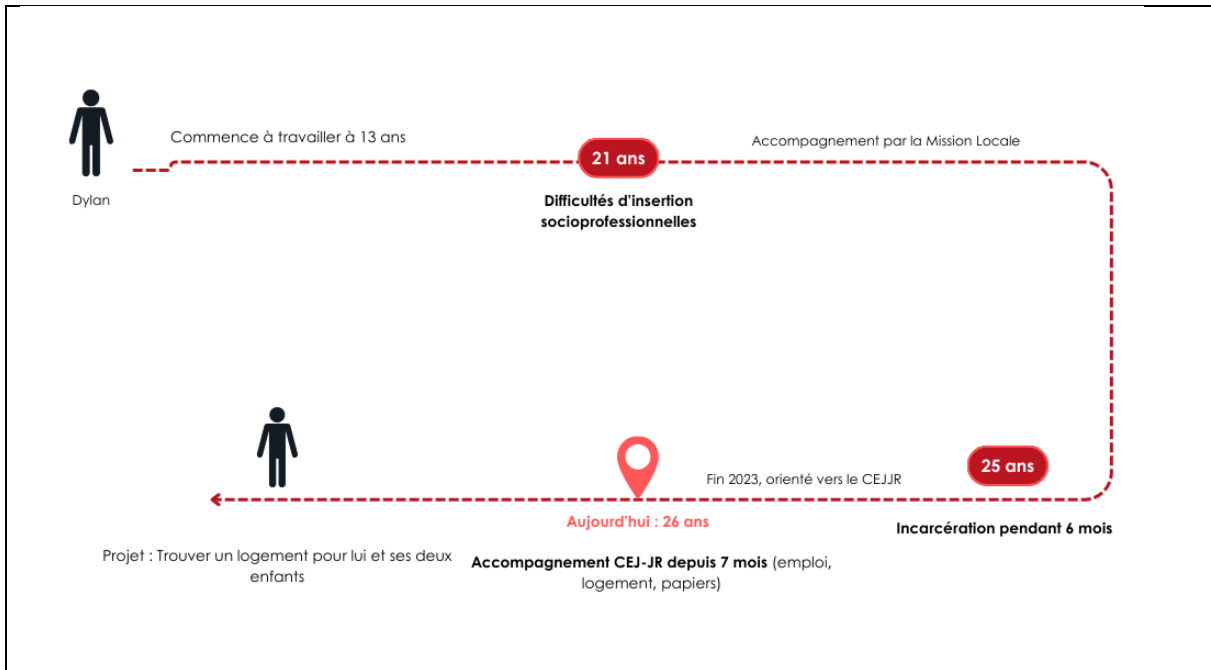 Commence à travailler à 13 ans
21 ans
Accompagnement par la Mission Locale
Dylan
Difficultés d'insertion
socioprofessionnelles
25 ans
Fin 2023, orienté vers le CEJJR
Incarcération pendant 6 mois
Aujourd'hui : 26 ans
Accompagnement CEJ-JR depuis 7 mois (emploi,
logement, papiers)
Projet : Trouver un logement pour lui et ses deux
enfants